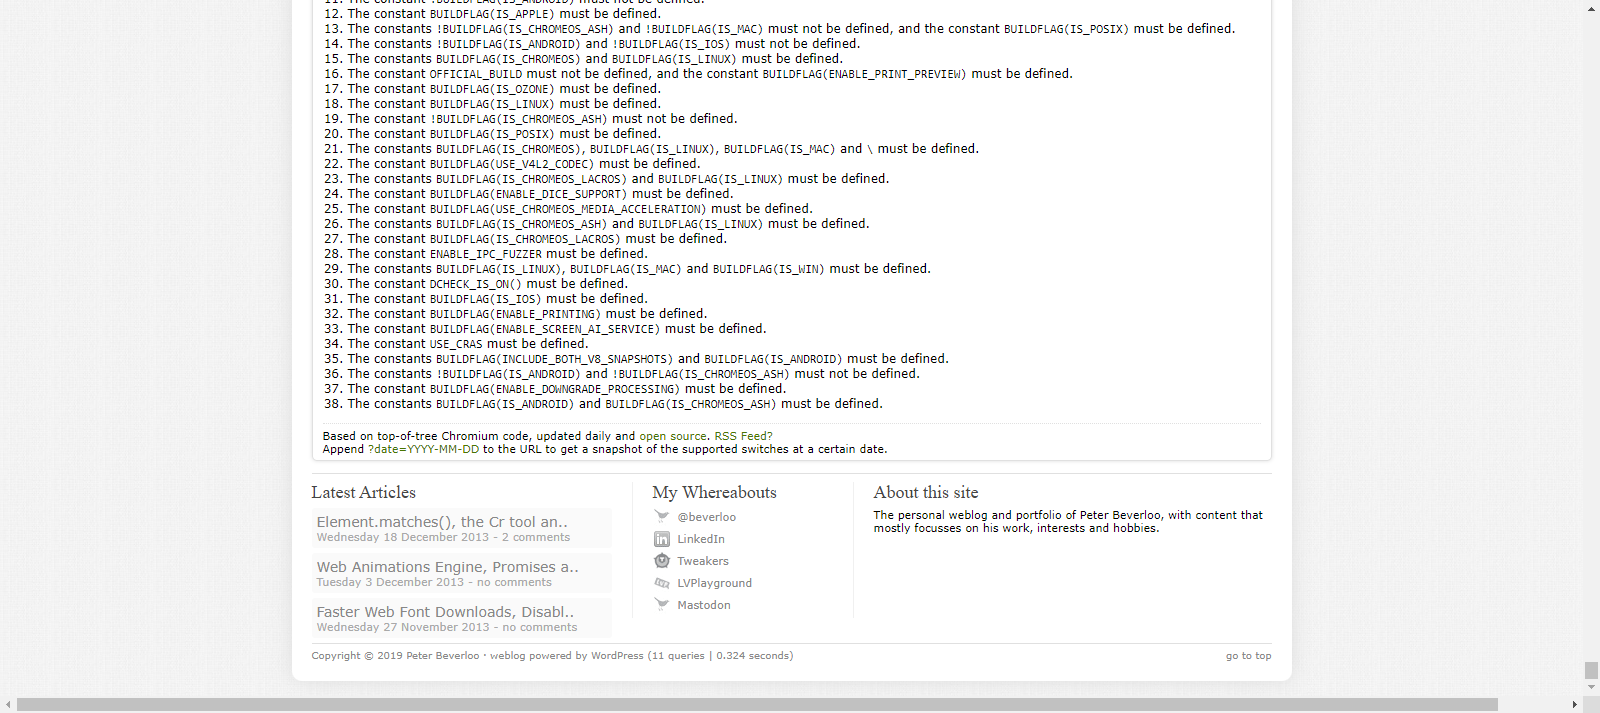 11. The constant !BUILDFLAG(IS_ANDROID) must not be defined.
12. The constant BUILDFLAG(IS_APPLE) must be defined.
13. The constants !BUILDFLAG(IS_CHROMEOS_ASH) and !BUILDFLAG(IS_MAC) must not be defined, and the constant BUILDFLAG(IS_POSIX) must be defined.
14. The constants !BUILDFLAG(IS_ANDROID) and !BUILDFLAG(IS_IOS) must not be defined.
15. The constants BUILDFLAG(IS_CHROMEOS) and BUILDFLAG(IS_LINUX) must be defined.
16. The constant OFFICIAL_BUILD must not be defined, and the constant BUILDFLAG(ENABLE_PRINT_PREVIEW) must be defined.
17. The constant BUILDFLAG(IS_OZONE) must be defined.
18. The constant BUILDFLAG(IS_LINUX) must be defined.
19. The constant !BUILDFLAG(IS_CHROMEOS_ASH) must not be defined.
20. The constant BUILDFLAG(IS_POSIX) must be defined.
21. The constants BUILDFLAG(IS_CHROMEOS), BUILDFLAG(IS_LINUX), BUILDFLAG(IS_MAC) and \ must be defined.
22. The constant BUILDFLAG(USE_V4L2_CODEC) must be defined.
23. The constants BUILDFLAG(IS_CHROMEOS_LACROS) and BUILDFLAG(IS_LINUX) must be defined.
24. The constant BUILDFLAG(ENABLE_DICE_SUPPORT) must be defined.
25. The constant BUILDFLAG(USE_CHROMEOS_MEDIA_ACCELERATION) must be defined.
26. The constants BUILDFLAG(IS_CHROMEOS_ASH) and BUILDFLAG(IS_LINUX) must be defined.
27. The constant BUILDFLAG(IS_CHROMEOS_LACROS) must be defined.
28. The constant ENABLE_IPC_FUZZER must be defined.
29. The constants BUILDFLAG(IS_LINUX), BUILDFLAG(IS_MAC) and BUILDFLAG(IS_WIN) must be defined.
30. The constant DCHECK_IS_ON() must be defined.
31. The constant BUILDFLAG(IS_IOS) must be defined.
32. The constant BUILDFLAG(ENABLE_PRINTING) must be defined.
33. The constant BUILDFLAG(ENABLE_SCREEN_AI_SERVICE) must be defined.
34. The constant USE_CRAS must be defined.
35. The constants BUILDFLAG(INCLUDE_BOTH_V8_SNAPSHOTS) and BUILDFLAG(IS_ANDROID) must be defined.
36. The constants !BUILDFLAG(IS_ANDROID) and !BUILDFLAG(IS_CHROMEOS_ASH) must not be defined.
37. The constant BUILDFLAG(ENABLE_DOWNGRADE_PROCESSING) must be defined.
38. The constants BUILDFLAG(IS_ANDROID) and BUILDFLAG(IS_CHROMEOS_ASH) must be defined.
Based on top-of-tree Chromium code, updated daily and open source. RSS Feed?
Append ?date=YYYY-MM-DD to the URL to get a snapshot of the supported switches at a certain date.
Latest Articles
Element.matches(), the Cr tool an..
Wednesday 18 December 2013 - 2 comments
Web Animations Engine, Promises a..
Tuesday 3 December 2013 - no comments
Faster Web Font Downloads, Disabl..
Wednesday 27 November 2013 - no comments
My Whereabouts
@beverloo
LinkedIn
Tweakers
LVPlayground
Mastodon
About this site
The personal weblog and portfolio of Peter Beverloo, with content that
mostly focusses on his work, interests and hobbies.
Copyright © 2019 Peter Beverloo · weblog powered by WordPress (11 queries | 0.324 seconds)
go to top